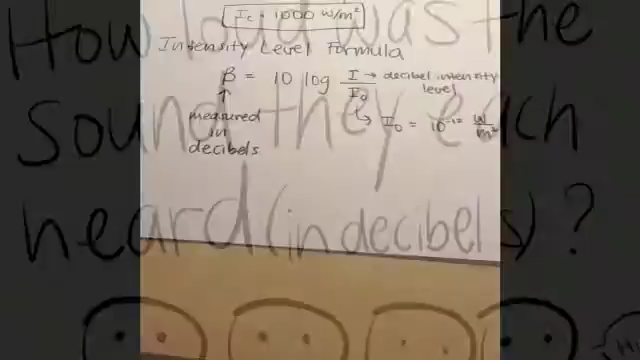 How loud was the
sound they each
heard (in decibels)?
Ic = 1000 W/m²
Intensity Level Formula
β = 10 log I/I₀
I → decibel intensity level
↳ I₀ = 10⁻¹² W/m²
measured
in
decibels